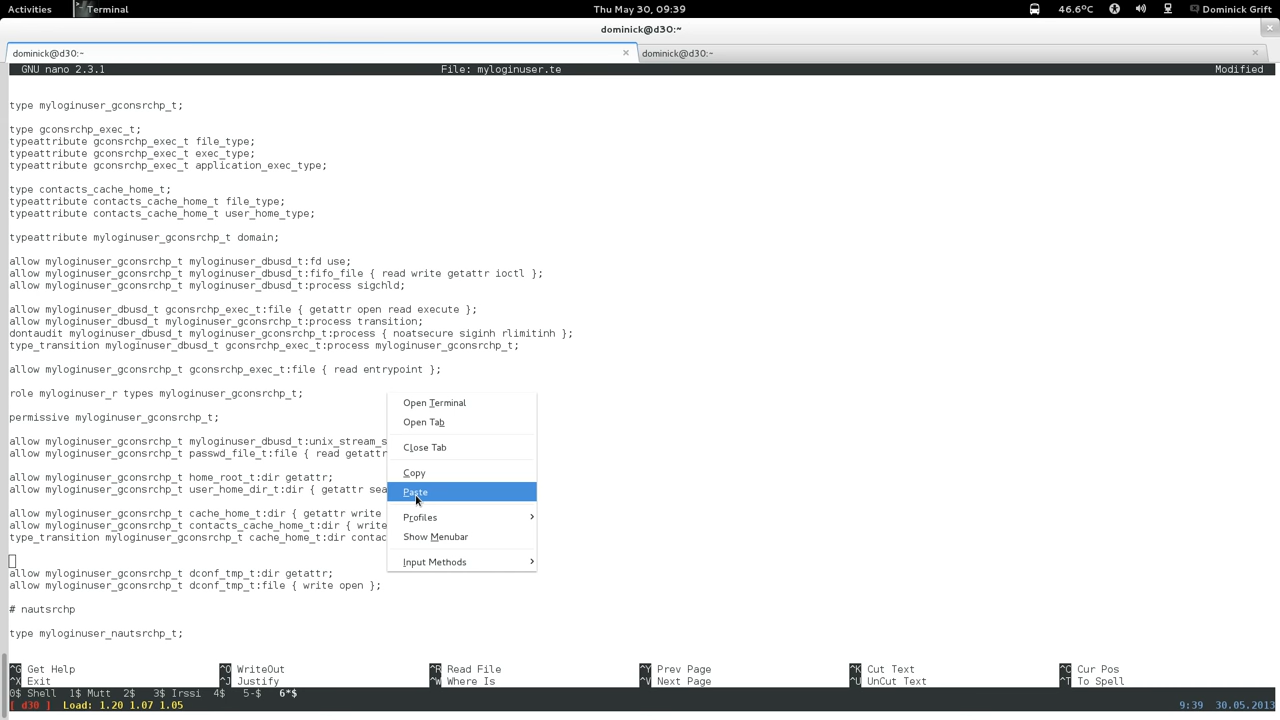 Activities Terminal Thu May 30, 09:39 46.6°C Dominick Grift
dominick@d30:~
dominick@d30:~ × dominick@d30:~ ×
GNU nano 2.3.1 File: myloginuser.te Modified
type myloginuser_gconsrchp_t;
type gconsrchp_exec_t;
typeattribute gconsrchp_exec_t file_type;
typeattribute gconsrchp_exec_t exec_type;
typeattribute gconsrchp_exec_t application_exec_type;
type contacts_cache_home_t;
typeattribute contacts_cache_home_t file_type;
typeattribute contacts_cache_home_t user_home_type;
typeattribute myloginuser_gconsrchp_t domain;
allow myloginuser_gconsrchp_t myloginuser_dbusd_t:fd use;
allow myloginuser_gconsrchp_t myloginuser_dbusd_t:fifo_file { read write getattr ioctl };
allow myloginuser_gconsrchp_t myloginuser_dbusd_t:process sigchld;
allow myloginuser_dbusd_t gconsrchp_exec_t:file { getattr open read execute };
allow myloginuser_dbusd_t myloginuser_gconsrchp_t:process transition;
dontaudit myloginuser_dbusd_t myloginuser_gconsrchp_t:process { noatsecure siginh rlimitinh };
type_transition myloginuser_dbusd_t gconsrchp_exec_t:process myloginuser_gconsrchp_t;
allow myloginuser_gconsrchp_t gconsrchp_exec_t:file { read entrypoint };
role myloginuser_r types myloginuser_gconsrchp_t;
permissive myloginuser_gconsrchp_t;
allow myloginuser_gconsrchp_t myloginuser_dbusd_t:unix_stream_s
allow myloginuser_gconsrchp_t passwd_file_t:file { read getattr
allow myloginuser_gconsrchp_t home_root_t:dir getattr;
allow myloginuser_gconsrchp_t user_home_dir_t:dir { getattr sea
allow myloginuser_gconsrchp_t cache_home_t:dir { getattr write
allow myloginuser_gconsrchp_t contacts_cache_home_t:dir { write
type_transition myloginuser_gconsrchp_t cache_home_t:dir contac
allow myloginuser_gconsrchp_t dconf_tmp_t:dir getattr;
allow myloginuser_gconsrchp_t dconf_tmp_t:file { write open };
# nautsrchp
type myloginuser_nautsrchp_t;
Open Terminal
Open Tab
Close Tab
Copy
Paste
Profiles
Show Menubar
Input Methods
^G Get Help ^O WriteOut ^R Read File ^Y Prev Page ^K Cut Text ^C Cur Pos
^X Exit ^J Justify ^W Where Is ^V Next Page ^U UnCut Text ^T To Spell
0$ Shell 1$ Mutt 2$ 3$ Irssi 4$ 5-$ 6*$
[ d30 ] Load: 1.20 1.07 1.05 9:39 30.05.2013